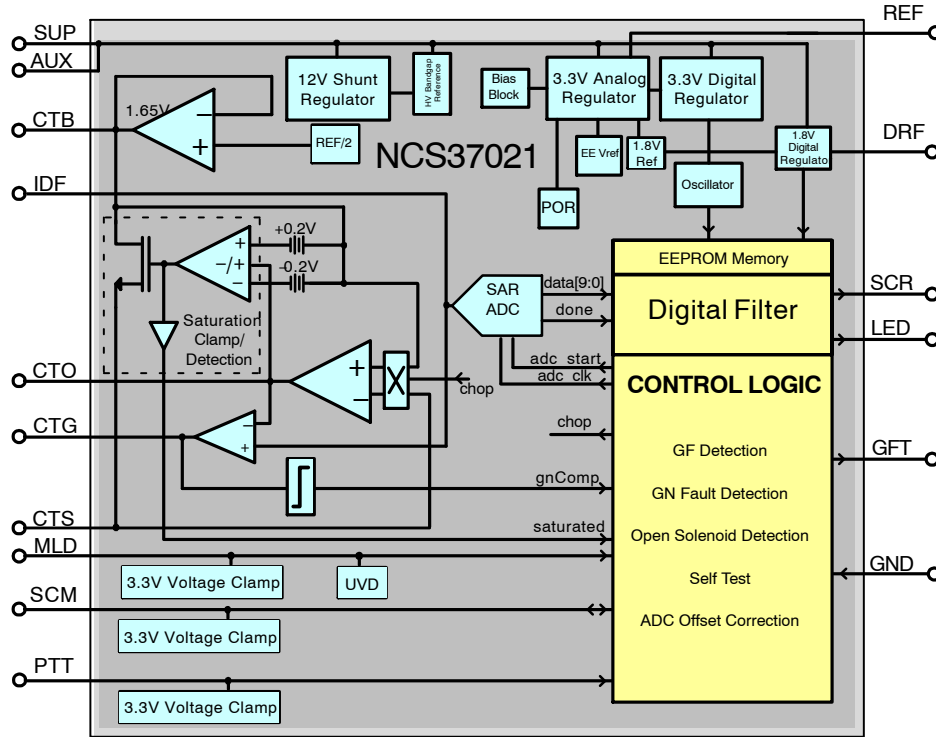 REF
SUP
AUX
CTB
IDF
CTO
CTG
CTS
MLD
SCM
PTT
1.65V
12V Shunt
Regulator
HV Bandgap
Reference
Bias
Block
3.3V Analog
Regulator
3.3V Digital
Regulator
REF/2
NCS37021
EE Vref
1.8V
Ref
1.8V
Digital
Regulato
DRF
POR
Oscillator
+0.2V
-/+
-0.2V
+
−
Saturation
Clamp/
Detection
SAR
ADC
data[9:0]
done
adc_start
adc_clk
chop
chop
gnComp
saturated
EEPROM Memory
Digital Filter
CONTROL LOGIC
GF Detection
GN Fault Detection
Open Solenoid Detection
Self Test
ADC Offset Correction
SCR
LED
GFT
GND
3.3V Voltage Clamp
UVD
3.3V Voltage Clamp
3.3V Voltage Clamp